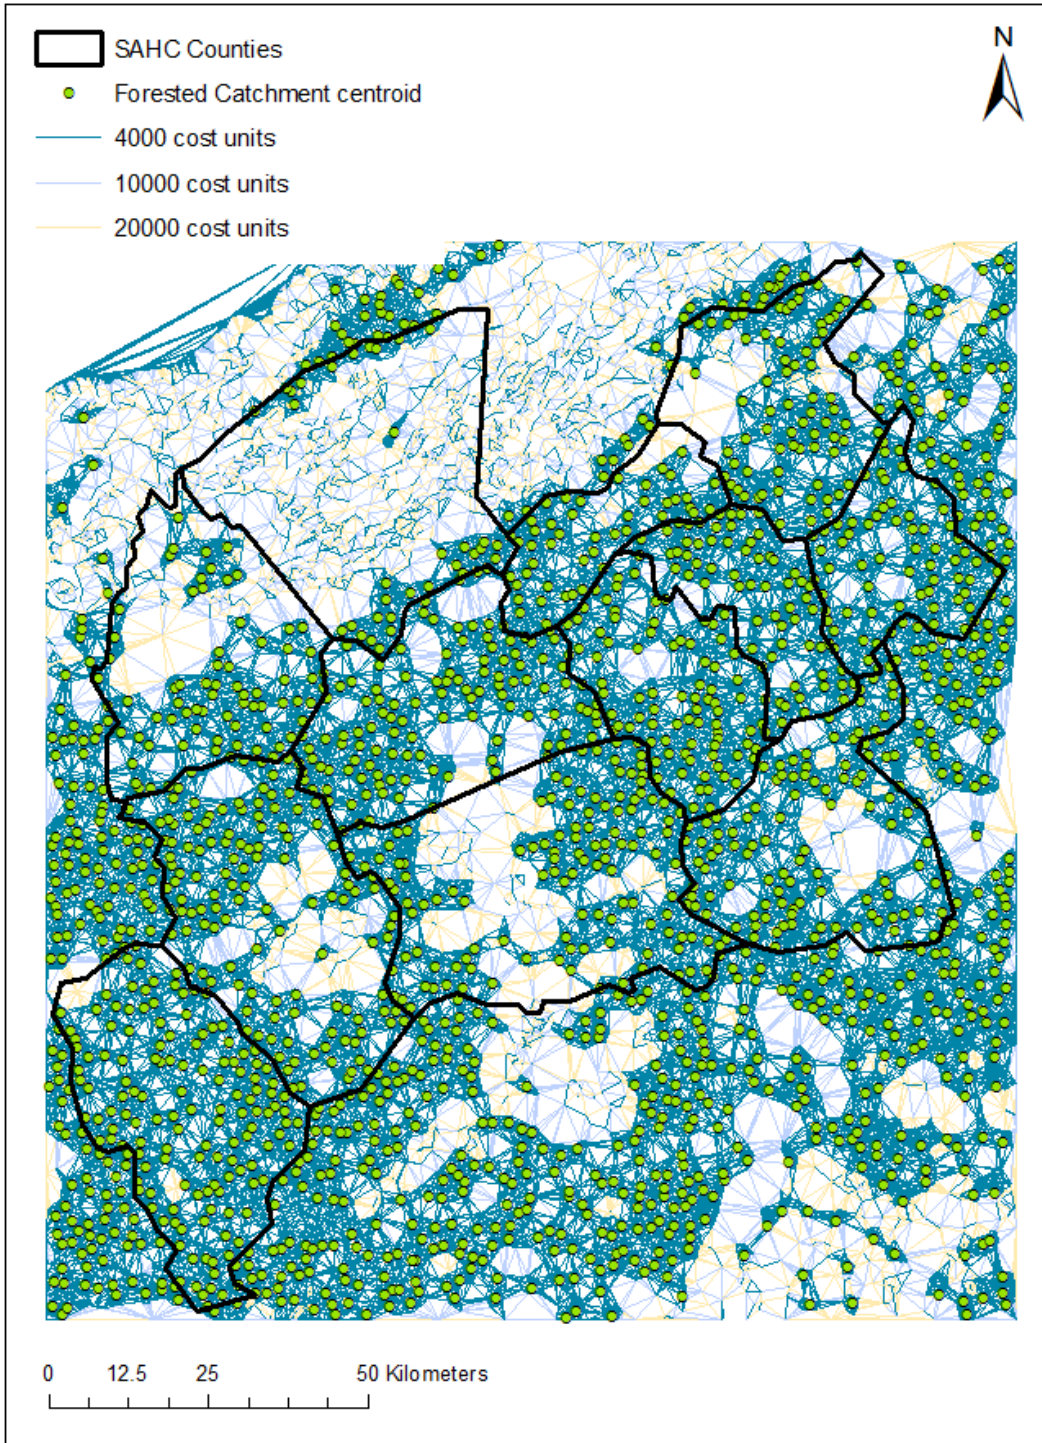 SAHC Counties
N
Forested Catchment centroid
4000 cost units
10000 cost units
20000 cost units
0 12.5 25 50 Kilometers